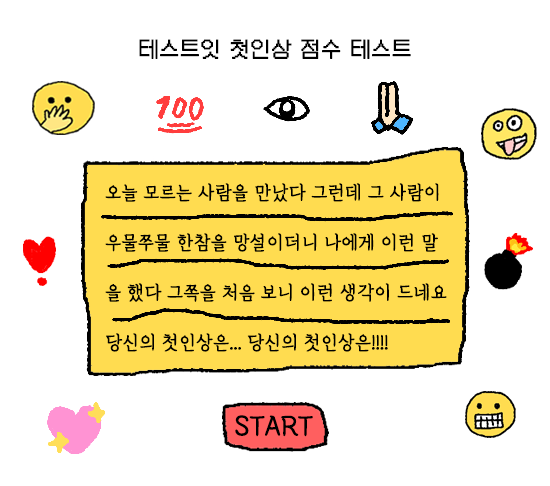 테스트잇 첫인상 점수 테스트
100
오늘 모르는 사람을 만났다 그런데 그 사람이
우물쭈물 한참을 망설이더니 나에게 이런 말
을 했다 그쪽을 처음 보니 이런 생각이 드네요
당신의 첫인상은... 당신의 첫인상은!!!!
START